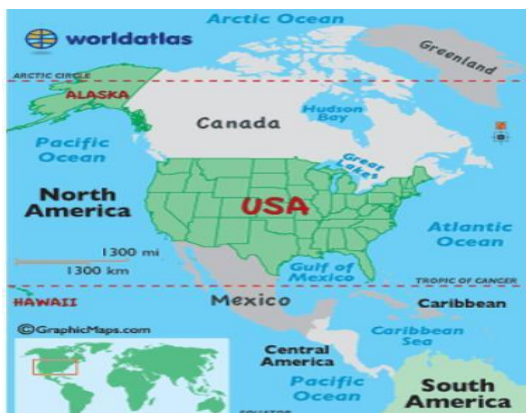 Arctic Ocean
worldatlas
Greenland
ARCTIC CIRCLE
ALASKA
Hudson
Bay
Canada
Pacific
Ocean
Great
Lakes
North
America
USA
Atlantic
Ocean
1300 mi
1300 km
Gulf of
Mexico
TROPIC OF CANCER
HAWAII
Mexico
Caribbean
©GraphicMaps.com
Caribbean
Sea
Central
America
Pacific
Ocean
South
America
EQUATOR